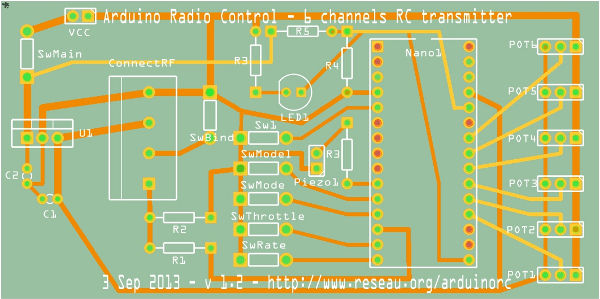 Arduino Radio Control - 6 channels RC transmitter
VCC
SwMain
ConnectRF
R3
R5
R4
Nano1
POT6
LED1
POT5
U1
SwBind
Sw1
POT4
SwModel
R3
C2
Piezo1
POT3
SwMode
C1
SwThrottle
R2
POT2
SwRate
R1
POT1
3 Sep 2013 - v 1.2 - http://www.reseau.org/arduinorc